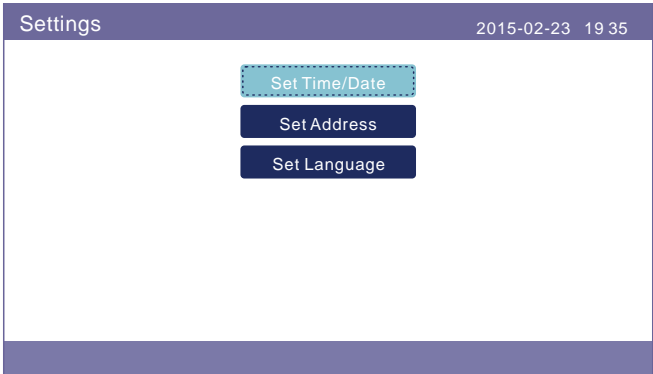 Settings
2015-02-23 19 35
Set Time/Date
Set Address
Set Language